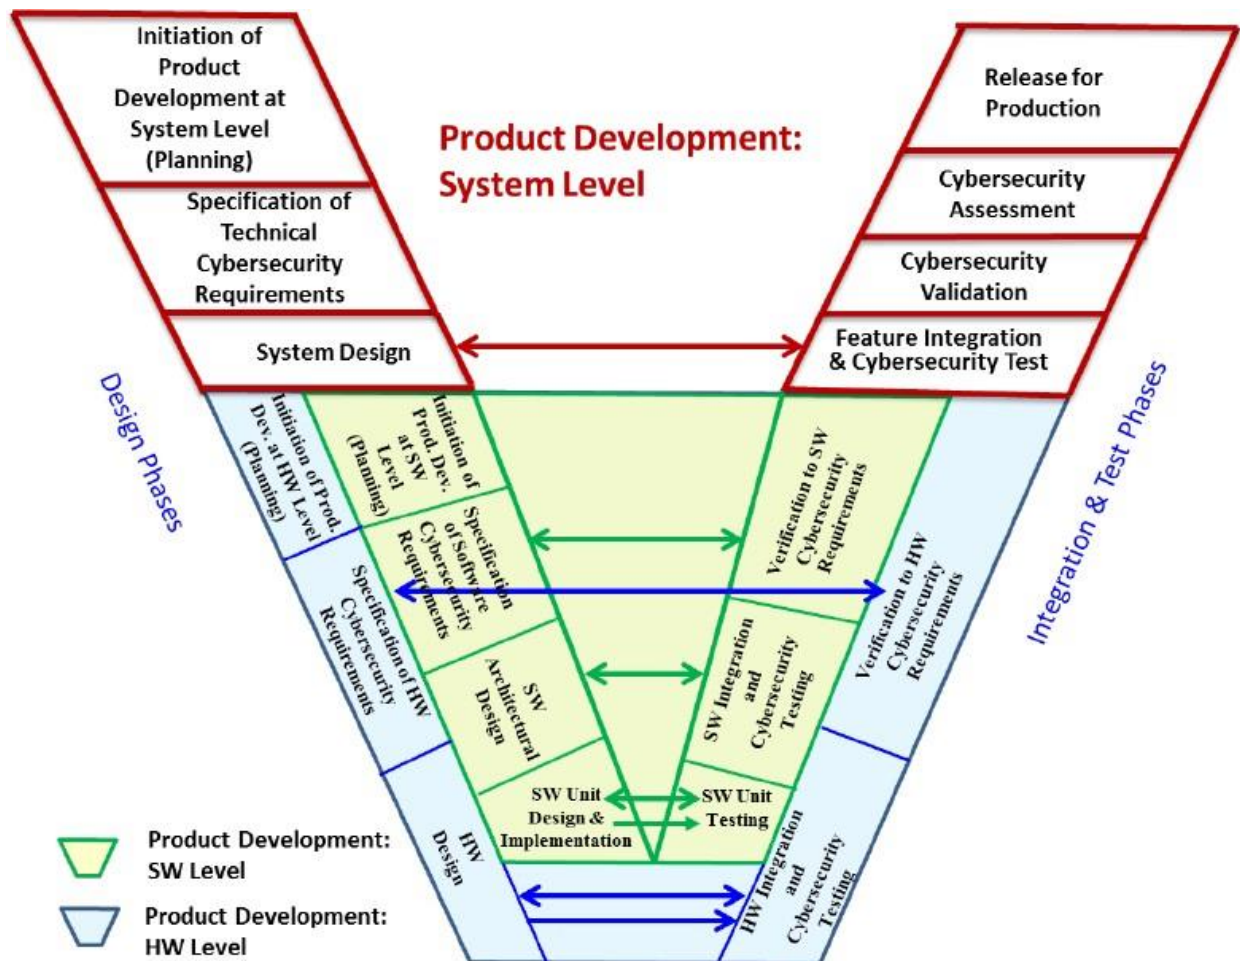 Initiation of
Product
Development at
System Level
(Planning)
Specification of
Technical
Cybersecurity
Requirements
System Design
Product Development:
System Level
Release for
Production
Cybersecurity
Assessment
Cybersecurity
Validation
Feature Integration
& Cybersecurity Test
Design Phases
Initiation of Prod.
Dev. at HW Level
(Planning)
Specification of HW
Cybersecurity
Requirements
HW
Design
Initiation of
Prod. Dev.
at SW
Level
(Planning)
Specification
of Software
Cybersecurity
Requirements
SW
Architectural
Design
SW Unit
Design &
Implementation
SW Unit
Testing
SW Integration
and
Cybersecurity
Testing
Verification to SW
Cybersecurity
Requirements
HW Integration
and
Cybersecurity
Testing
Verification to HW
Cybersecurity
Requirements
Integration & Test Phases
Product Development:
SW Level
Product Development:
HW Level